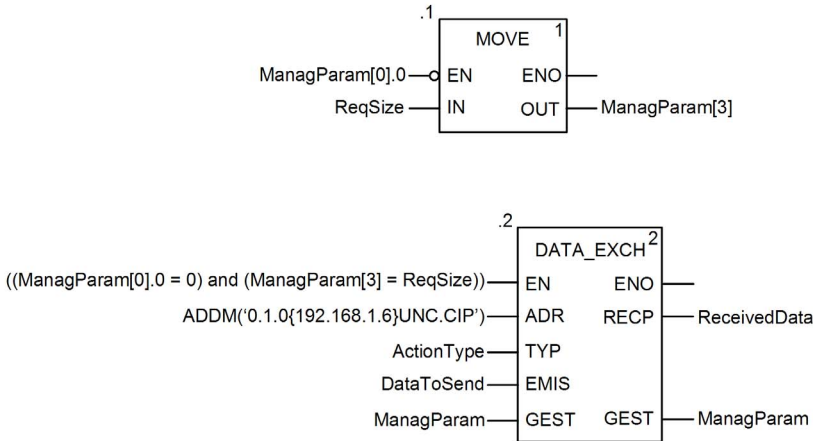 .1
1
MOVE
ManagParam[0].0 EN ENO
ReqSize IN OUT ManagParam[3]
.2
DATA_EXCH 2
((ManagParam[0].0 = 0) and (ManagParam[3] = ReqSize)) EN ENO
ADDM(‘0.1.0{192.168.1.6}UNC.CIP’) ADR RECP ReceivedData
ActionType TYP
DataToSend EMIS
ManagParam GEST GEST ManagParam